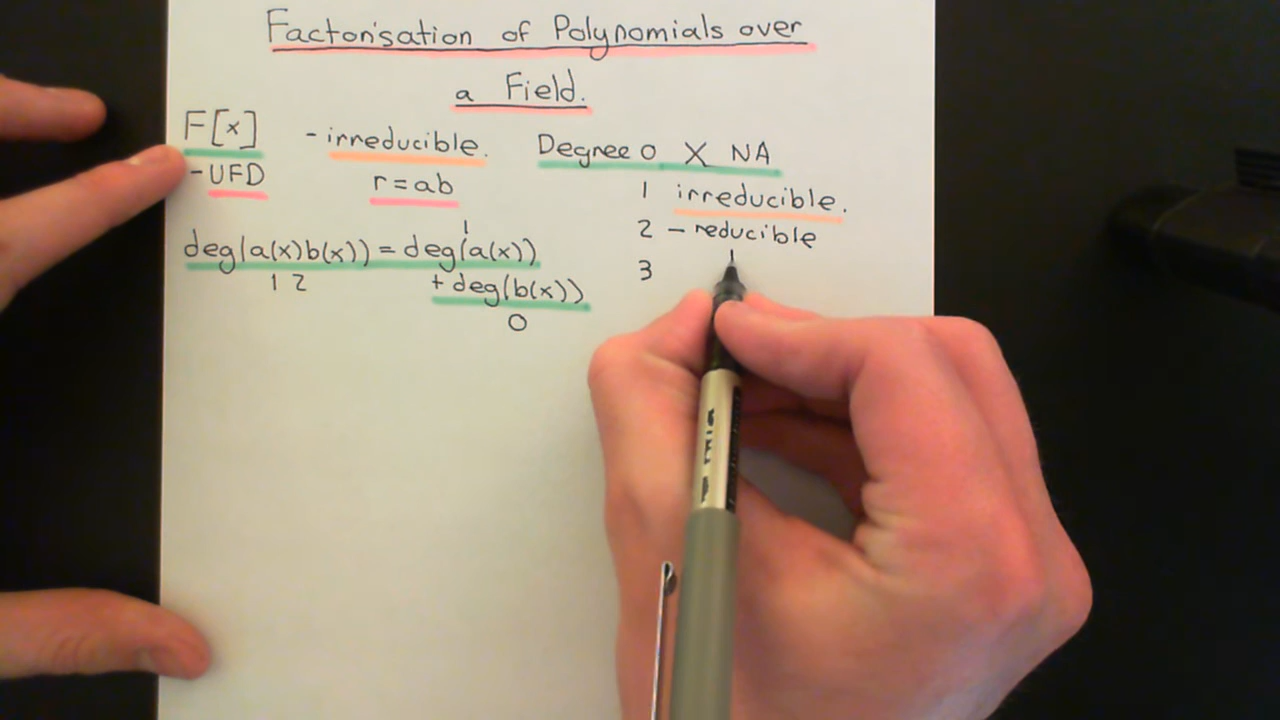 Factorisation of Polynomials over
a Field.
F[x]
-UFD
- irreducible.
r = ab
Degree 0 X NA
1 irreducible.
2 - reducible
3
1
deg(a(x)b(x)) = deg(a(x))
+ deg(b(x))
1 2
1
0